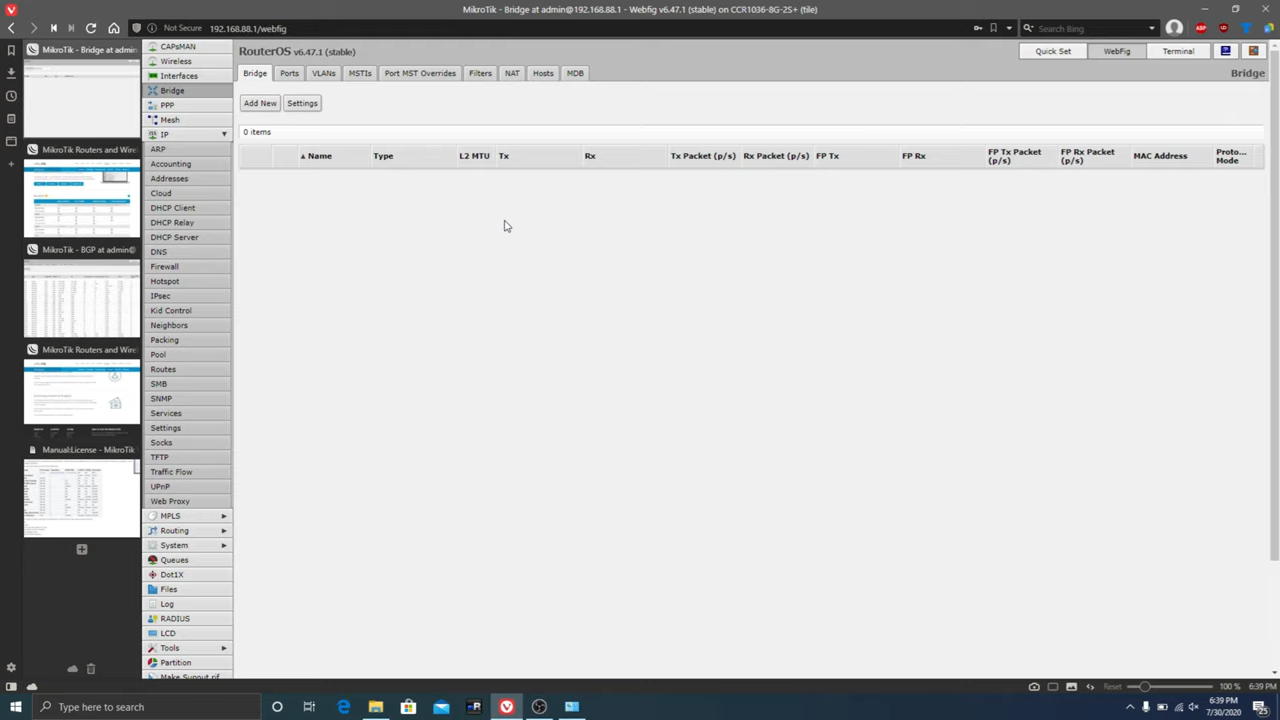 MikroTik - Bridge at admin@192.168.88.1 - Webfig v6.47.1 (stable) on CCR1036-8G-2S+ (tile)
Not Secure 192.168.88.1/webfig
Search Bing
MikroTik - Bridge at admin
MikroTik Routers and Wire
MikroTik - BGP at admin@
MikroTik Routers and Wire
Manual:License - MikroTik
CAPsMAN
Wireless
Interfaces
Bridge
PPP
Mesh
IP
ARP
Accounting
Addresses
Cloud
DHCP Client
DHCP Relay
DHCP Server
DNS
Firewall
Hotspot
IPsec
Kid Control
Neighbors
Packing
Pool
Routes
SMB
SNMP
Services
Settings
Socks
TFTP
Traffic Flow
UPnP
Web Proxy
MPLS
Routing
System
Queues
Dot1X
Files
Log
RADIUS
LCD
Tools
Partition
Make Supout.rif
RouterOS v6.47.1 (stable)
Quick Set WebFig Terminal
Bridge Ports VLANs MSTIs Port MST Overrides Filters NAT Hosts MDB Bridge
Add New Settings
0 items
▲ Name Type L2 MTU Tx Rx Tx Packet (p/s) Rx Packet (p/s) FP Tx FP Rx FP Tx Packet (p/s) FP Rx Packet (p/s) MAC Address Proto... Mode
Reset 100 % 6:39 PM
Type here to search
6:39 PM
7/30/2020
25